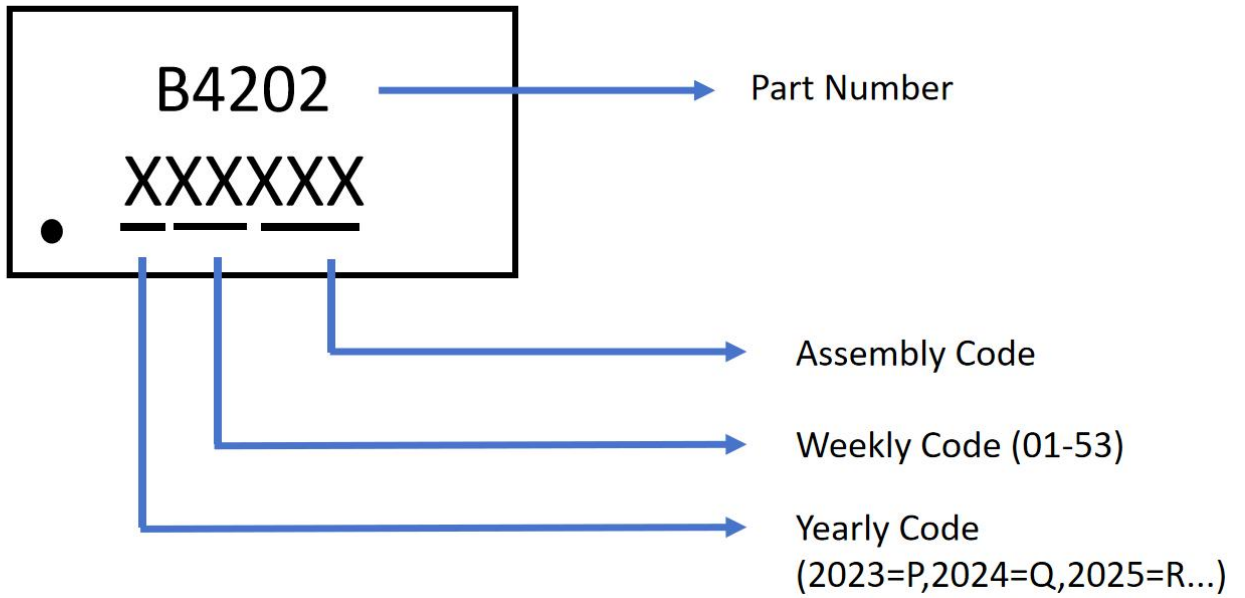 B4202
Part Number
XXXXXX
Assembly Code
Weekly Code (01-53)
Yearly Code
(2023=P,2024=Q,2025=R...)